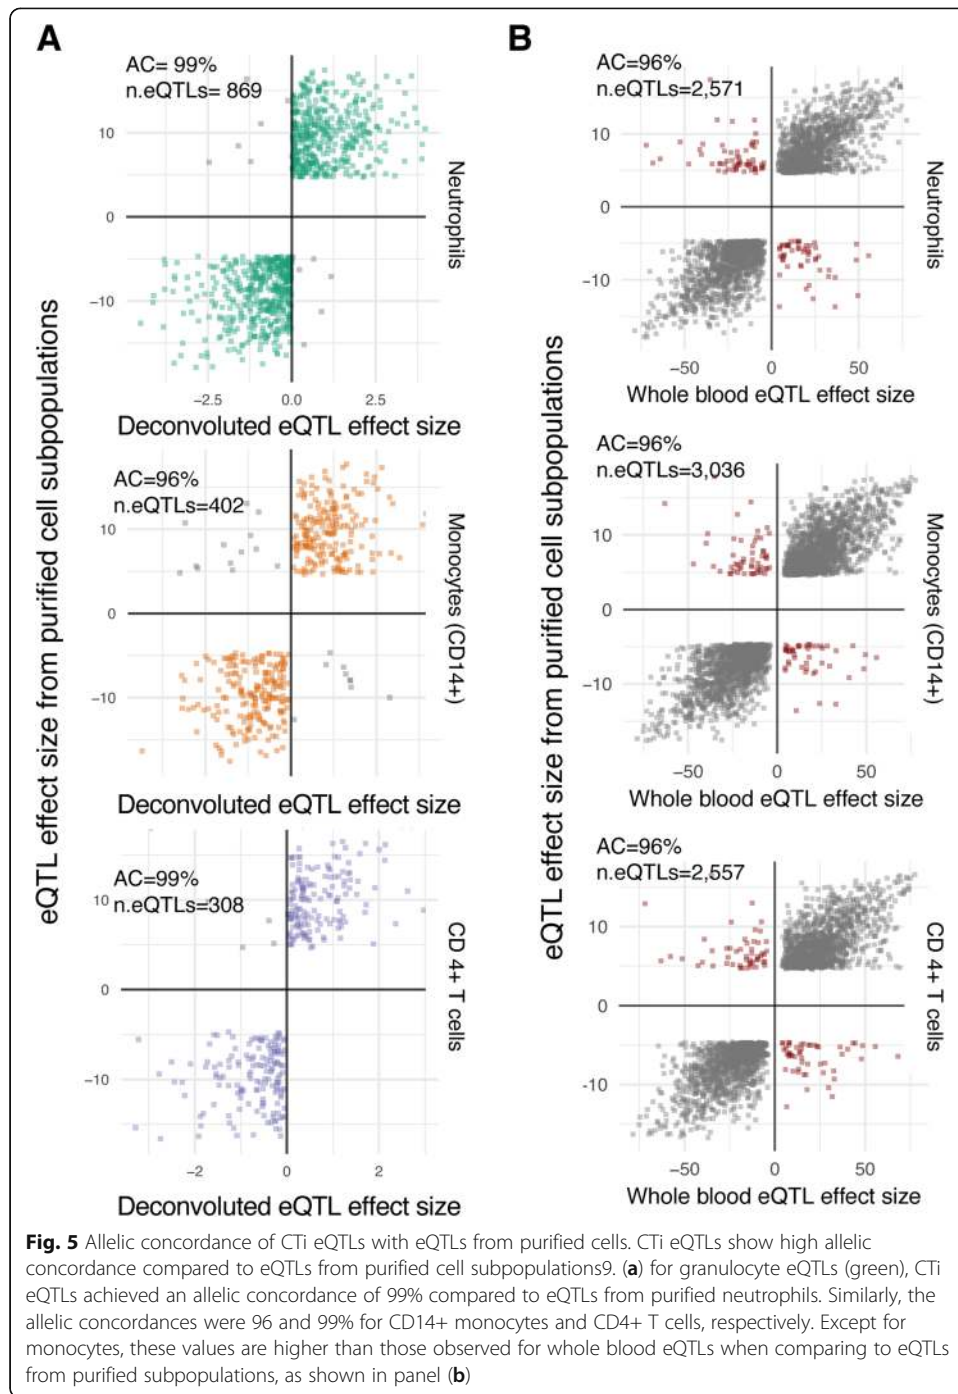 A
B
eQTL effect size from purified cell subpopulations
AC= 99%
n.eQTLs= 869
10
0
−10
−2.5 0.0 2.5
Deconvoluted eQTL effect size
Neutrophils
AC=96%
n.eQTLs=402
10
0
−10
Deconvoluted eQTL effect size
Monocytes (CD14+)
AC=99%
n.eQTLs=308
10
0
−10
−2 0 2
Deconvoluted eQTL effect size
CD 4+ T cells
eQTL effect size from purified cell subpopulations
AC=96%
n.eQTLs=2,571
10
0
−10
−50 0 50
Whole blood eQTL effect size
Neutrophils
AC=96%
n.eQTLs=3,036
10
0
−10
−50 0 50
Whole blood eQTL effect size
Monocytes (CD14+)
AC=96%
n.eQTLs=2,557
10
0
-10
−50 0 50
Whole blood eQTL effect size
CD 4+ T cells
Fig. 5 Allelic concordance of CTi eQTLs with eQTLs from purified cells. CTi eQTLs show high allelic
concordance compared to eQTLs from purified cell subpopulations9. (a) for granulocyte eQTLs (green), CTi
eQTLs achieved an allelic concordance of 99% compared to eQTLs from purified neutrophils. Similarly, the
allelic concordances were 96 and 99% for CD14+ monocytes and CD4+ T cells, respectively. Except for
monocytes, these values are higher than those observed for whole blood eQTLs when comparing to eQTLs
from purified subpopulations, as shown in panel (b)